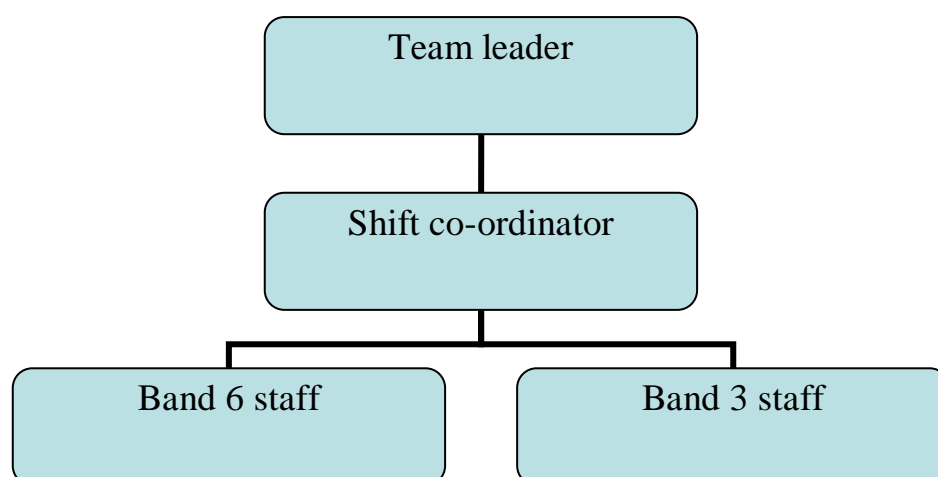 Team leader
Shift co-ordinator
Band 6 staff
Band 3 staff